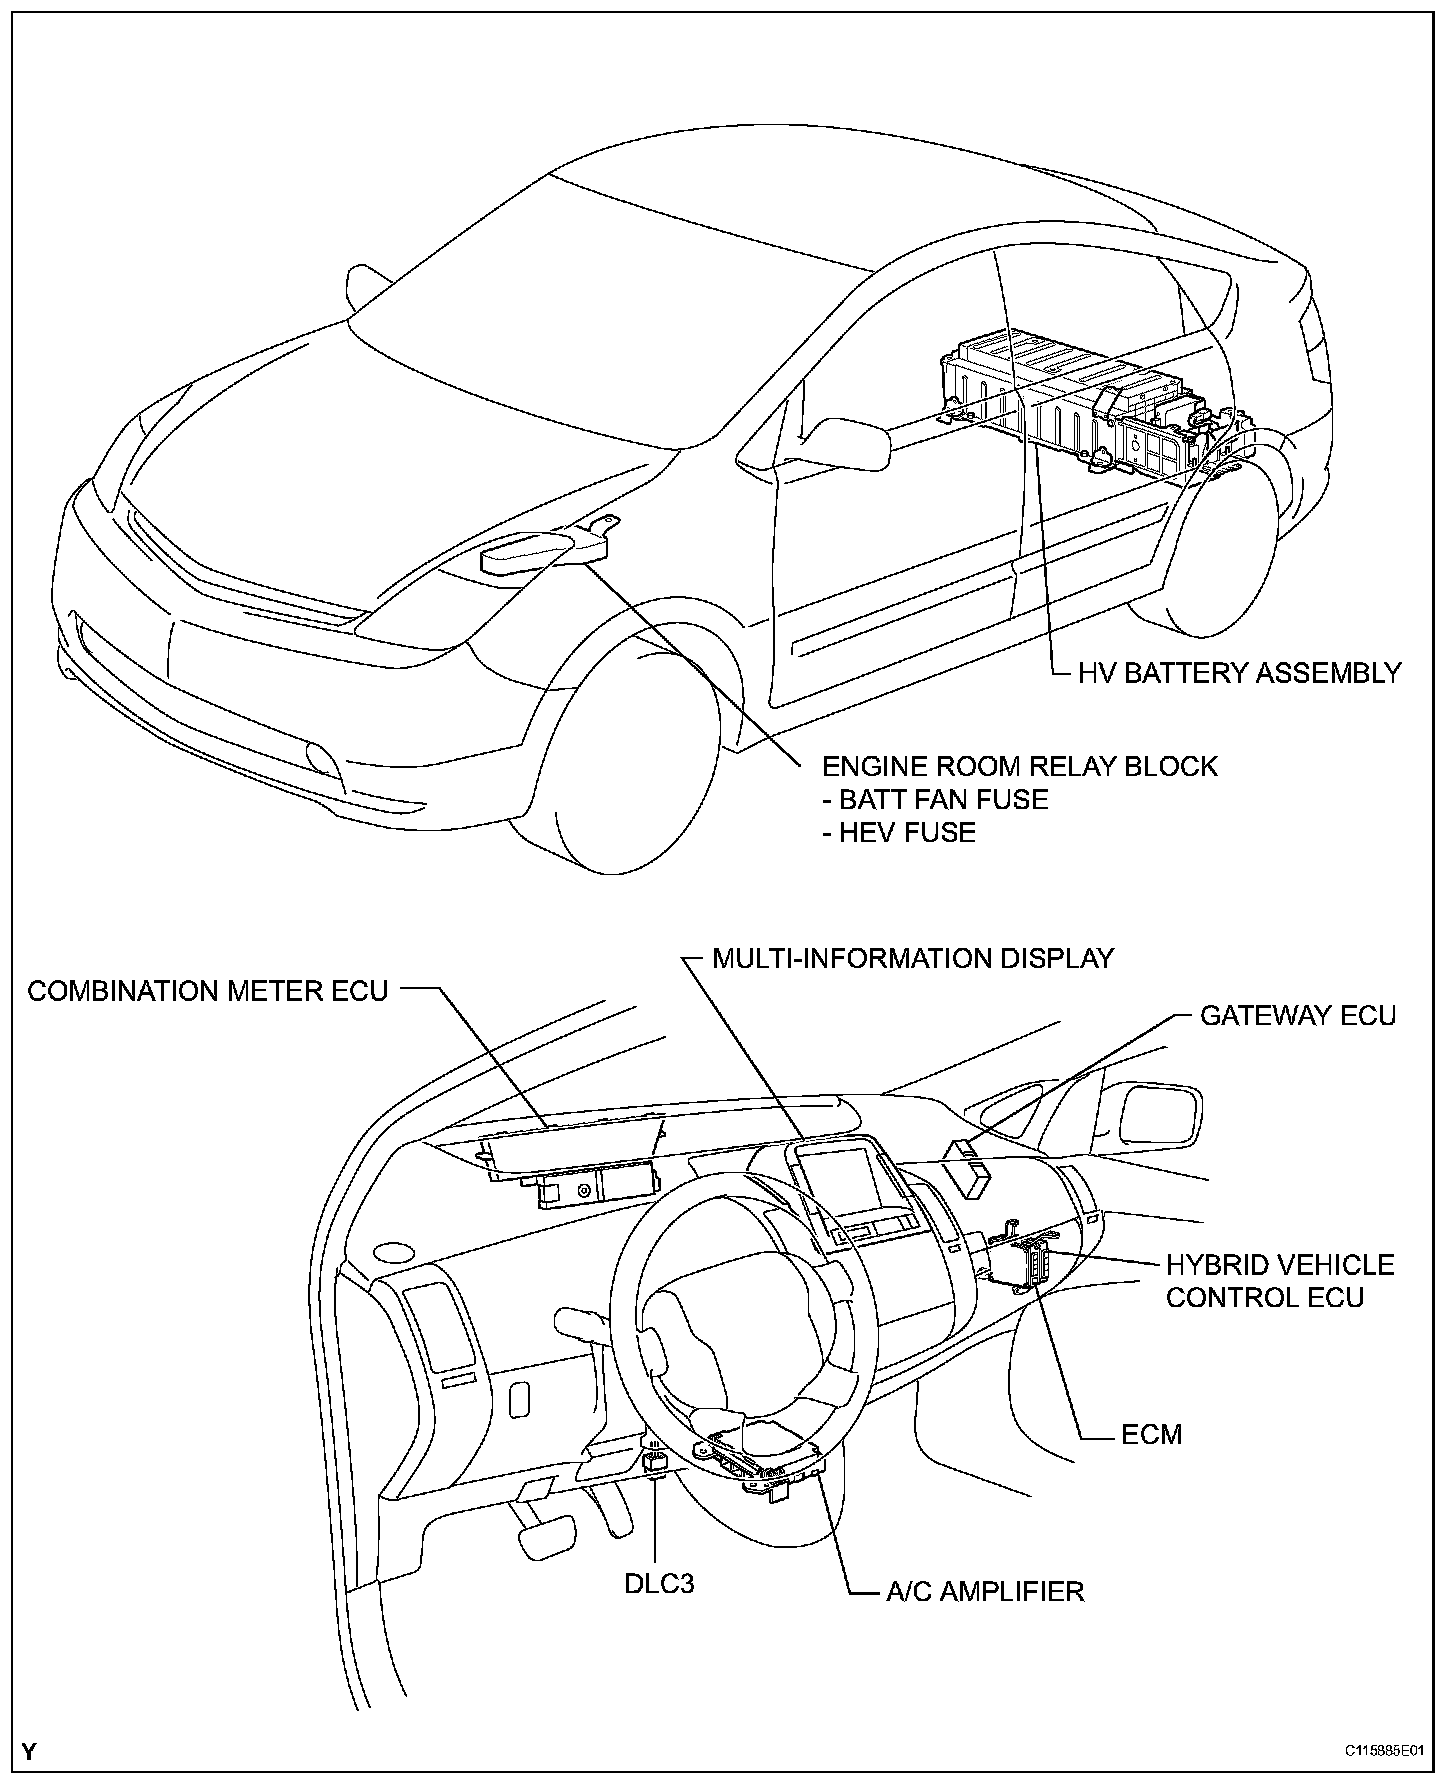 HV BATTERY ASSEMBLY
ENGINE ROOM RELAY BLOCK
- BATT FAN FUSE
- HEV FUSE
MULTI-INFORMATION DISPLAY
COMBINATION METER ECU
GATEWAY ECU
HYBRID VEHICLE
CONTROL ECU
ECM
DLC3
A/C AMPLIFIER
Y
C115885E01